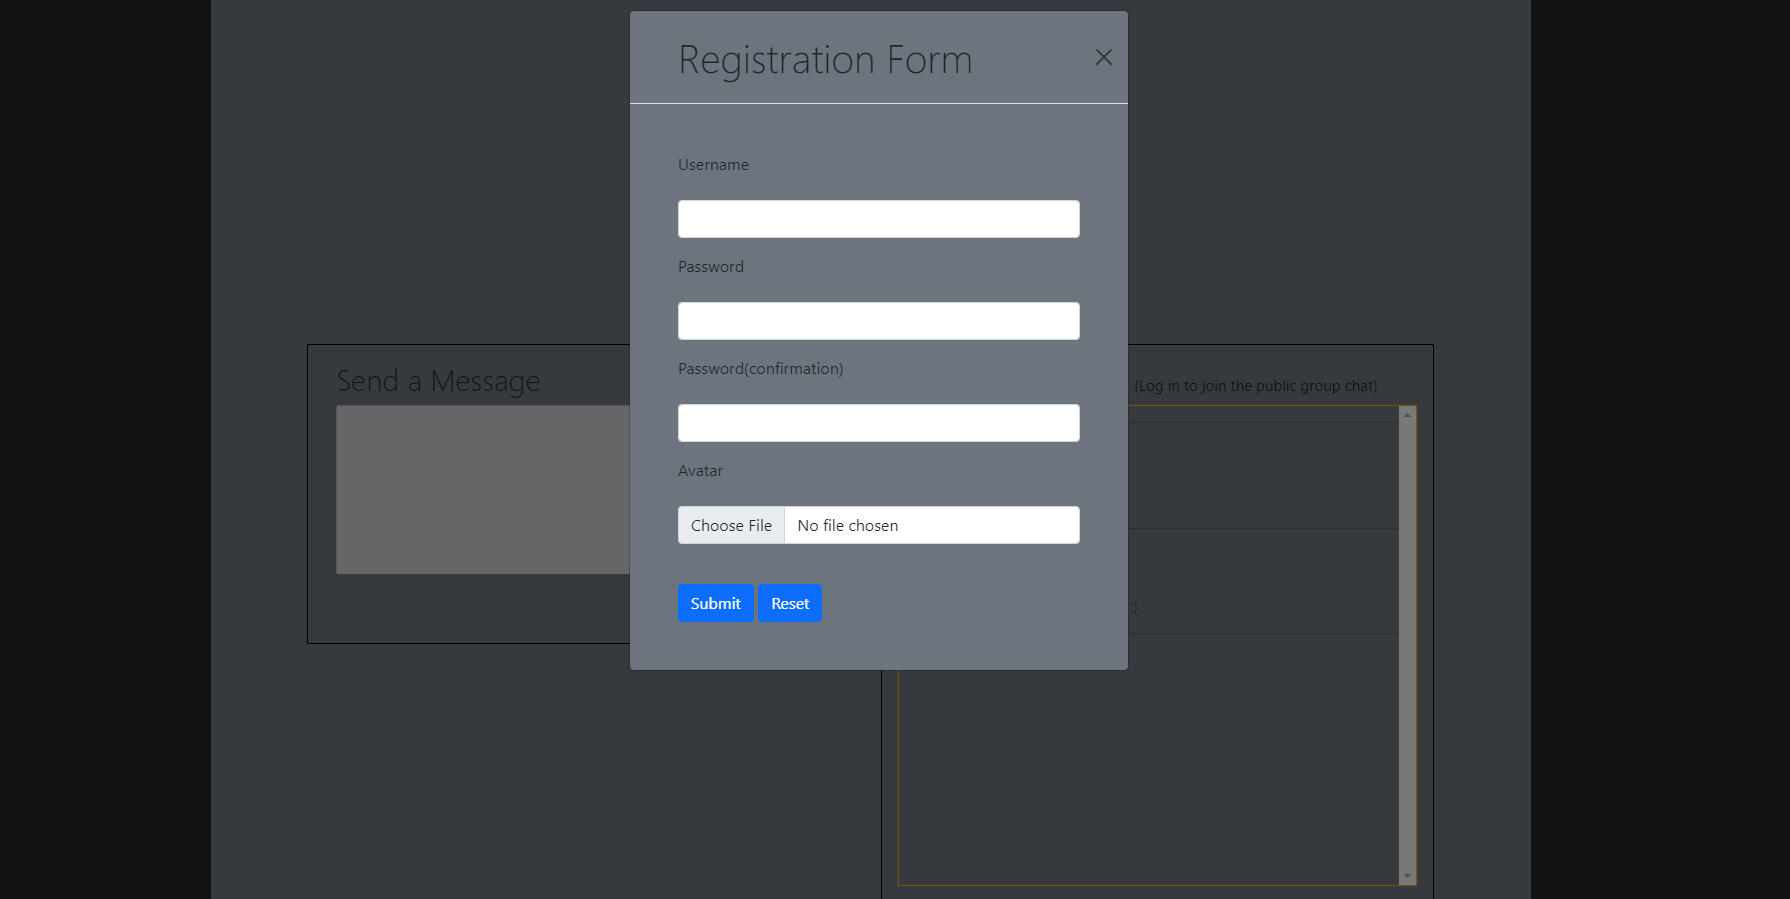 Registration Form
Username
Password
Password(confirmation)
Avatar
Choose File No file chosen
Submit Reset
Send a Message
(Log in to join the public group chat)
:)